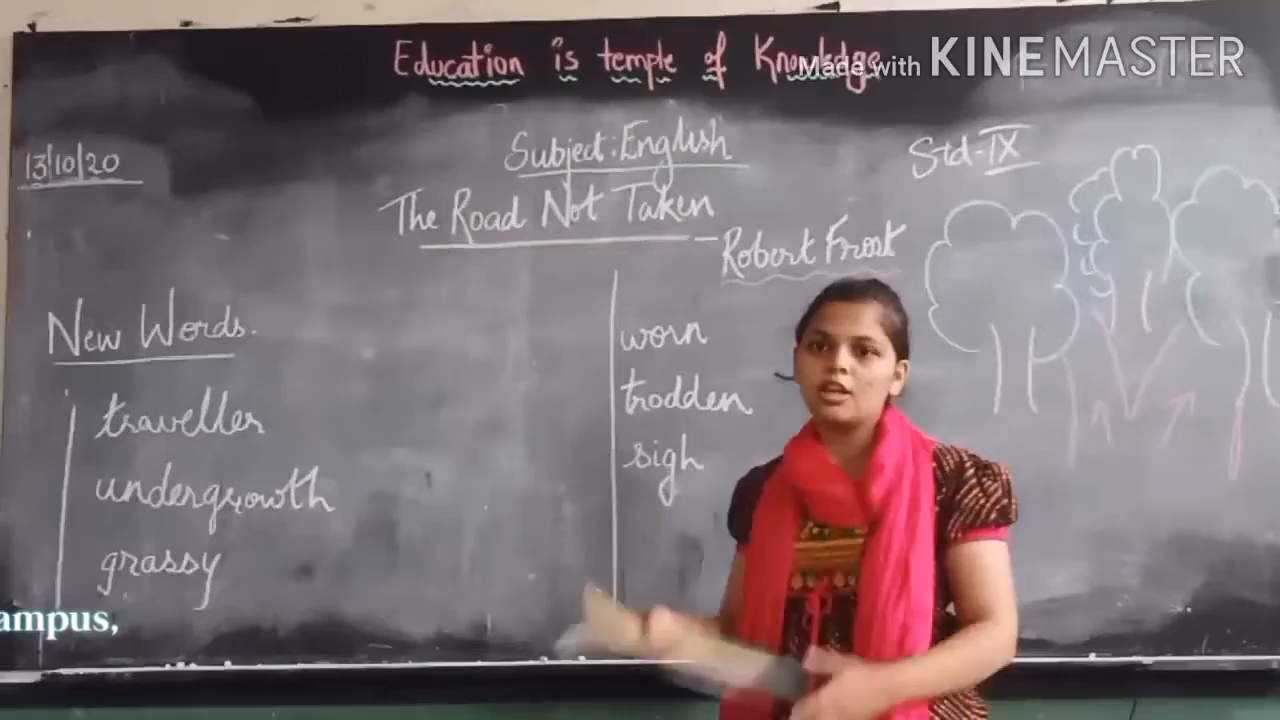 Education is temple of Knowledge
Made with KINEMASTER
13/10/20
Subject: English
Std-IX
The Road Not Taken
- Robert Frost
New Words.
traveller
undergrowth
grassy
worn
trodden
sigh
ampus,